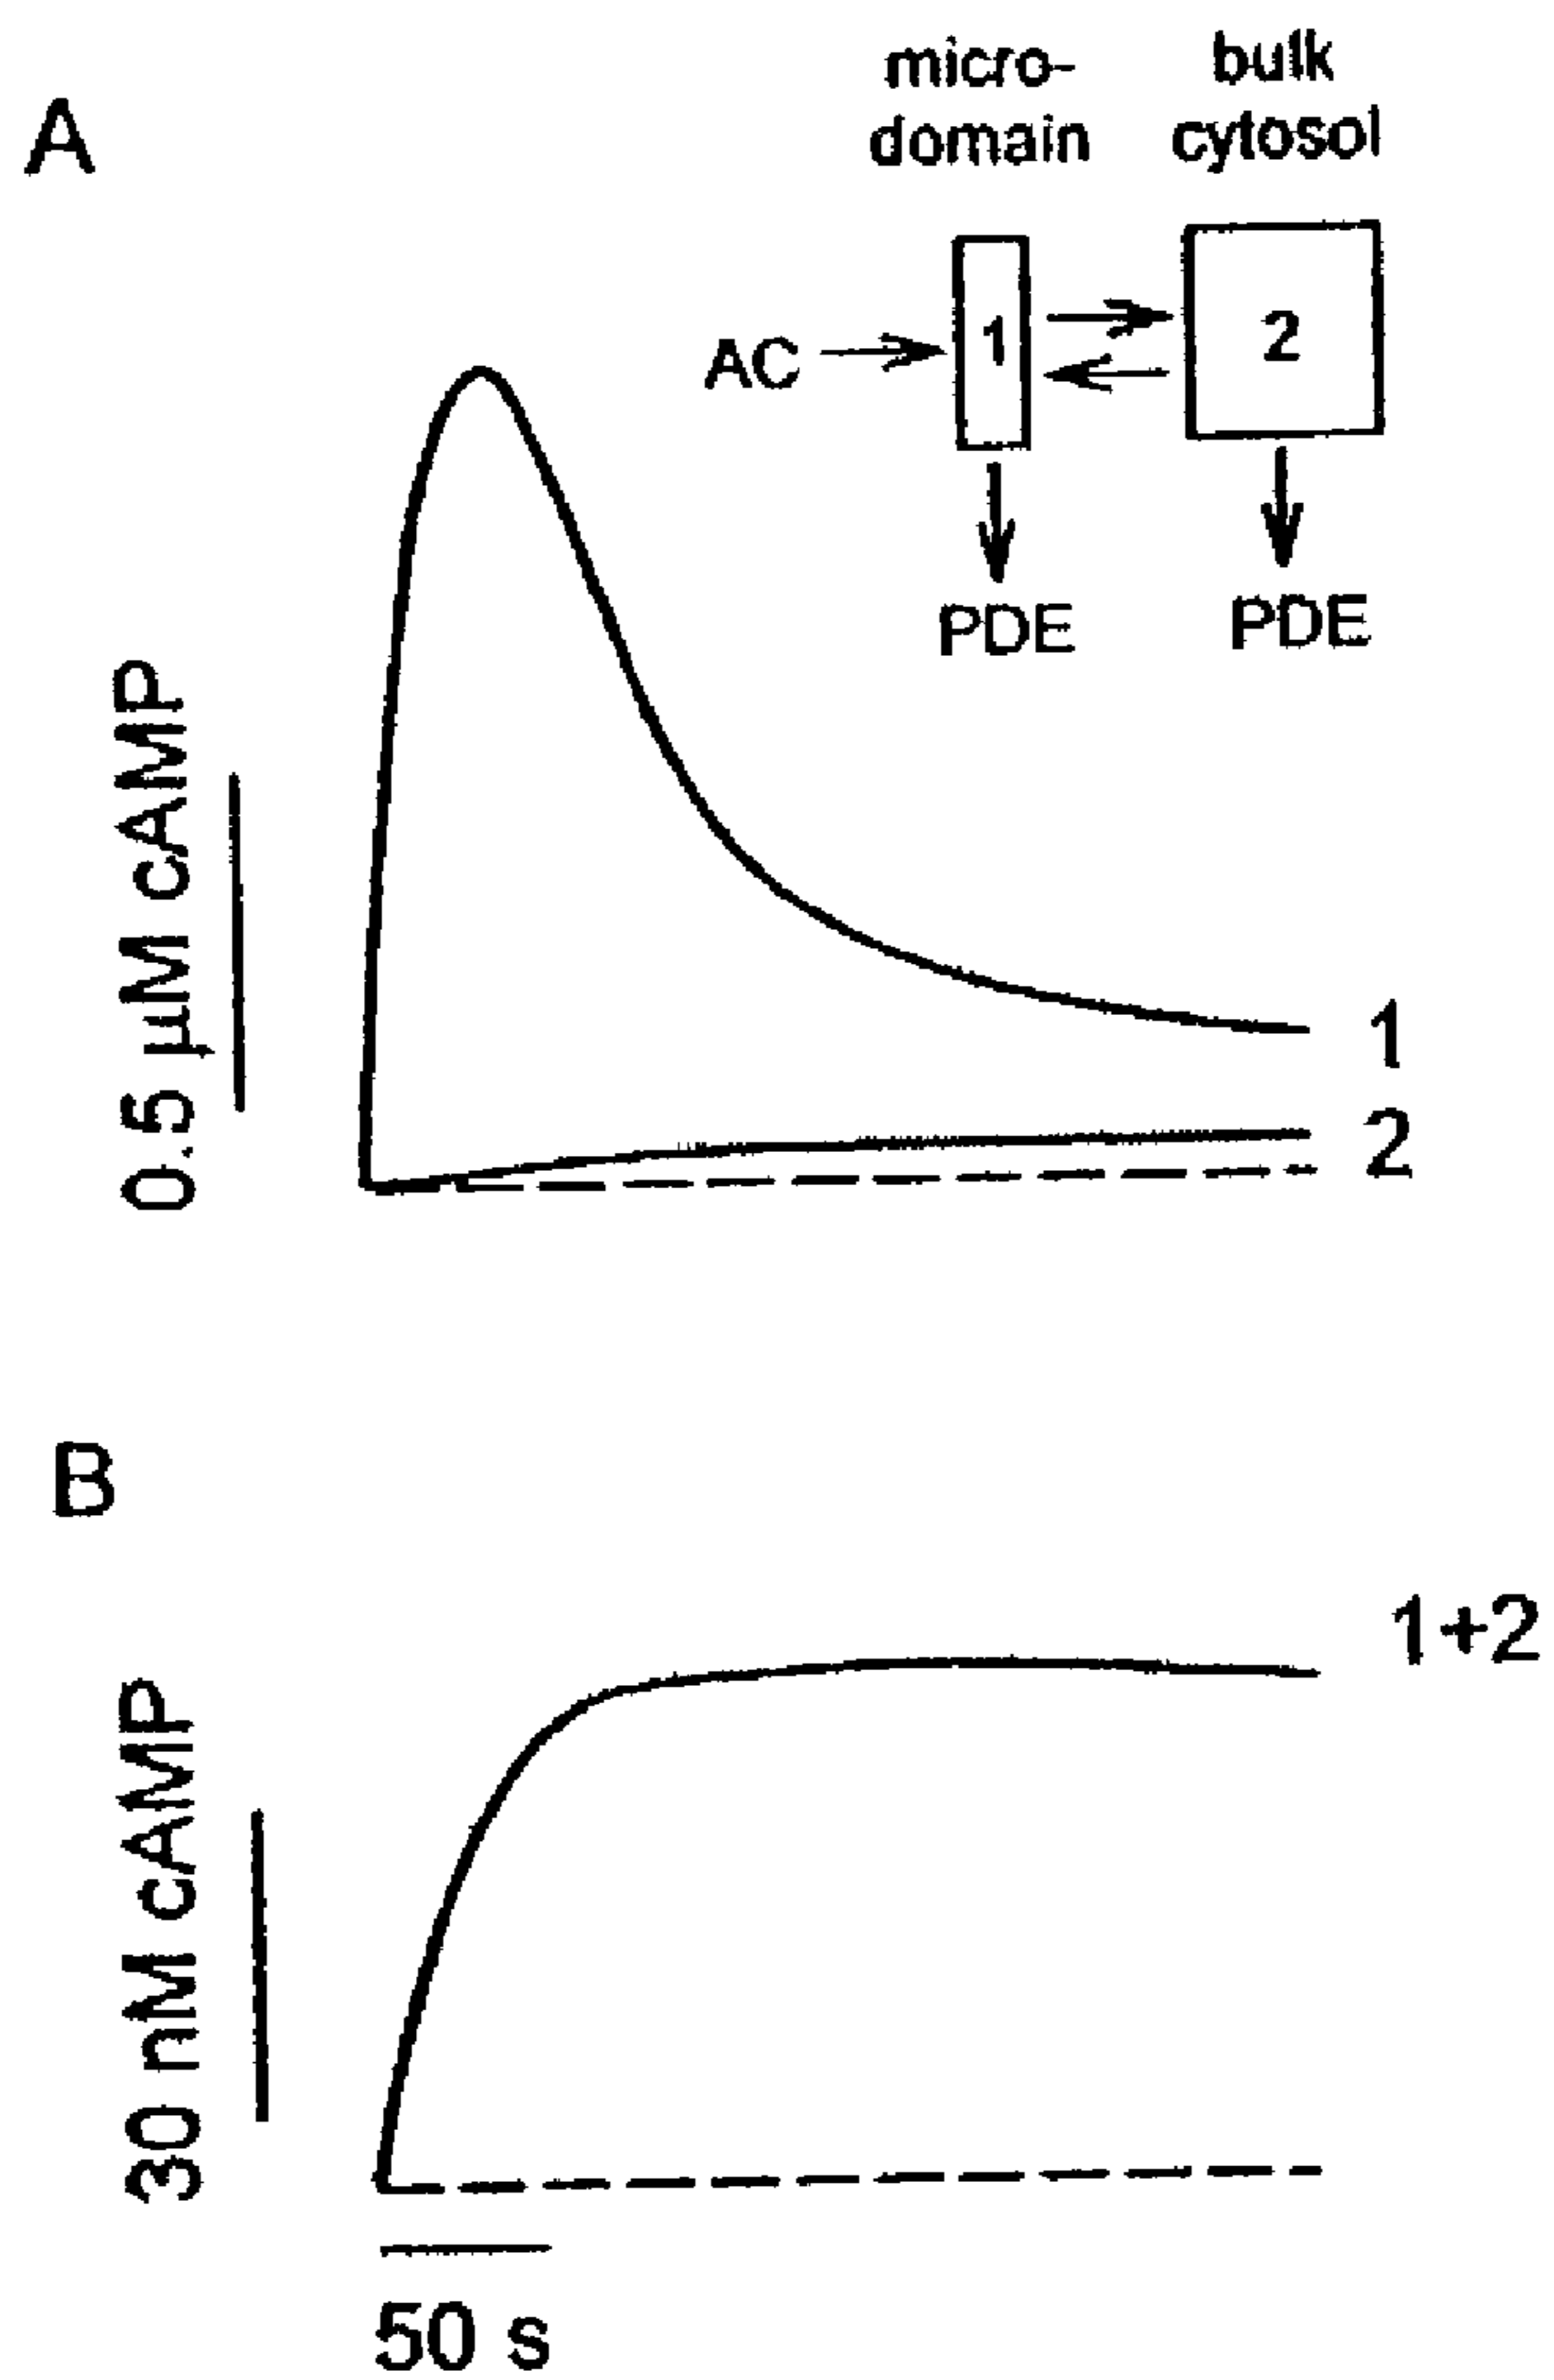 A
micro-
domain
bulk
cytosol
AC
1
2
PDE
PDE
0.5 µM cAMP
1
2
B
1+2
30 nM cAMP
50 s